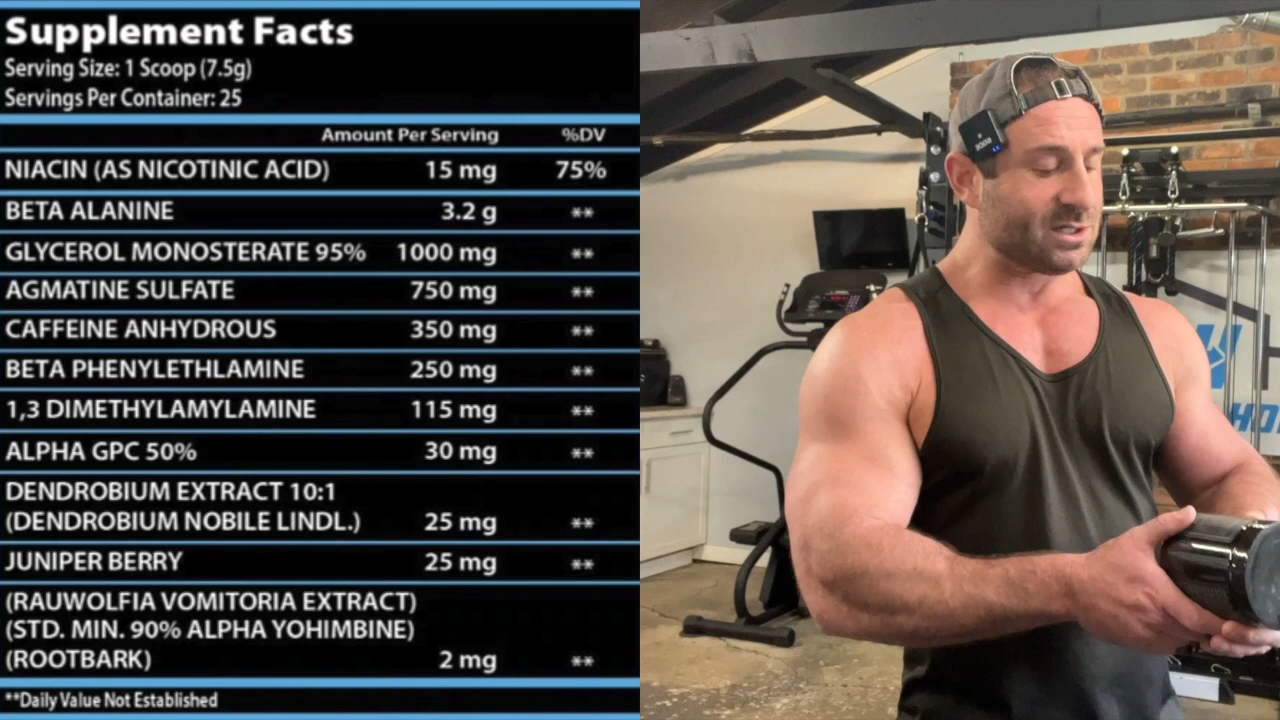 Supplement Facts
Serving Size: 1 Scoop (7.5g)
Servings Per Container: 25
Amount Per Serving %DV
NIACIN (AS NICOTINIC ACID) 15 mg 75%
BETA ALANINE 3.2 g **
GLYCEROL MONOSTERATE 95% 1000 mg **
AGMATINE SULFATE 750 mg **
CAFFEINE ANHYDROUS 350 mg **
BETA PHENYLETHLAMINE 250 mg **
1,3 DIMETHYLAMYLAMINE 115 mg **
ALPHA GPC 50% 30 mg **
DENDROBIUM EXTRACT 10:1
(DENDROBIUM NOBILE LINDL.) 25 mg **
JUNIPER BERRY 25 mg **
(RAUWOLFIA VOMITORIA EXTRACT)
(STD. MIN. 90% ALPHA YOHIMBINE)
(ROOTBARK) 2 mg **
**Daily Value Not Established
RODE